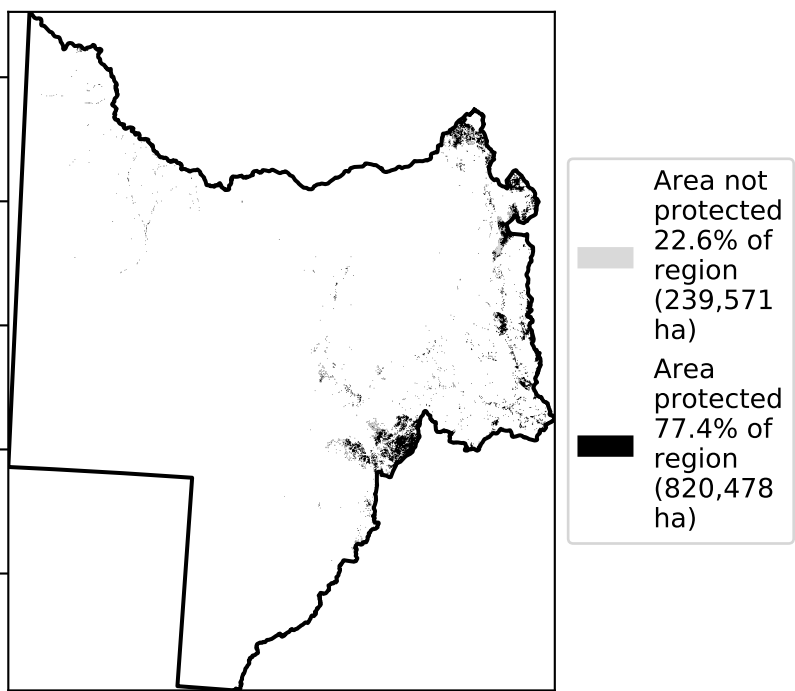 Area not
protected
22.6% of
region
(239,571
ha)
Area
protected
77.4% of
region
(820,478
ha)